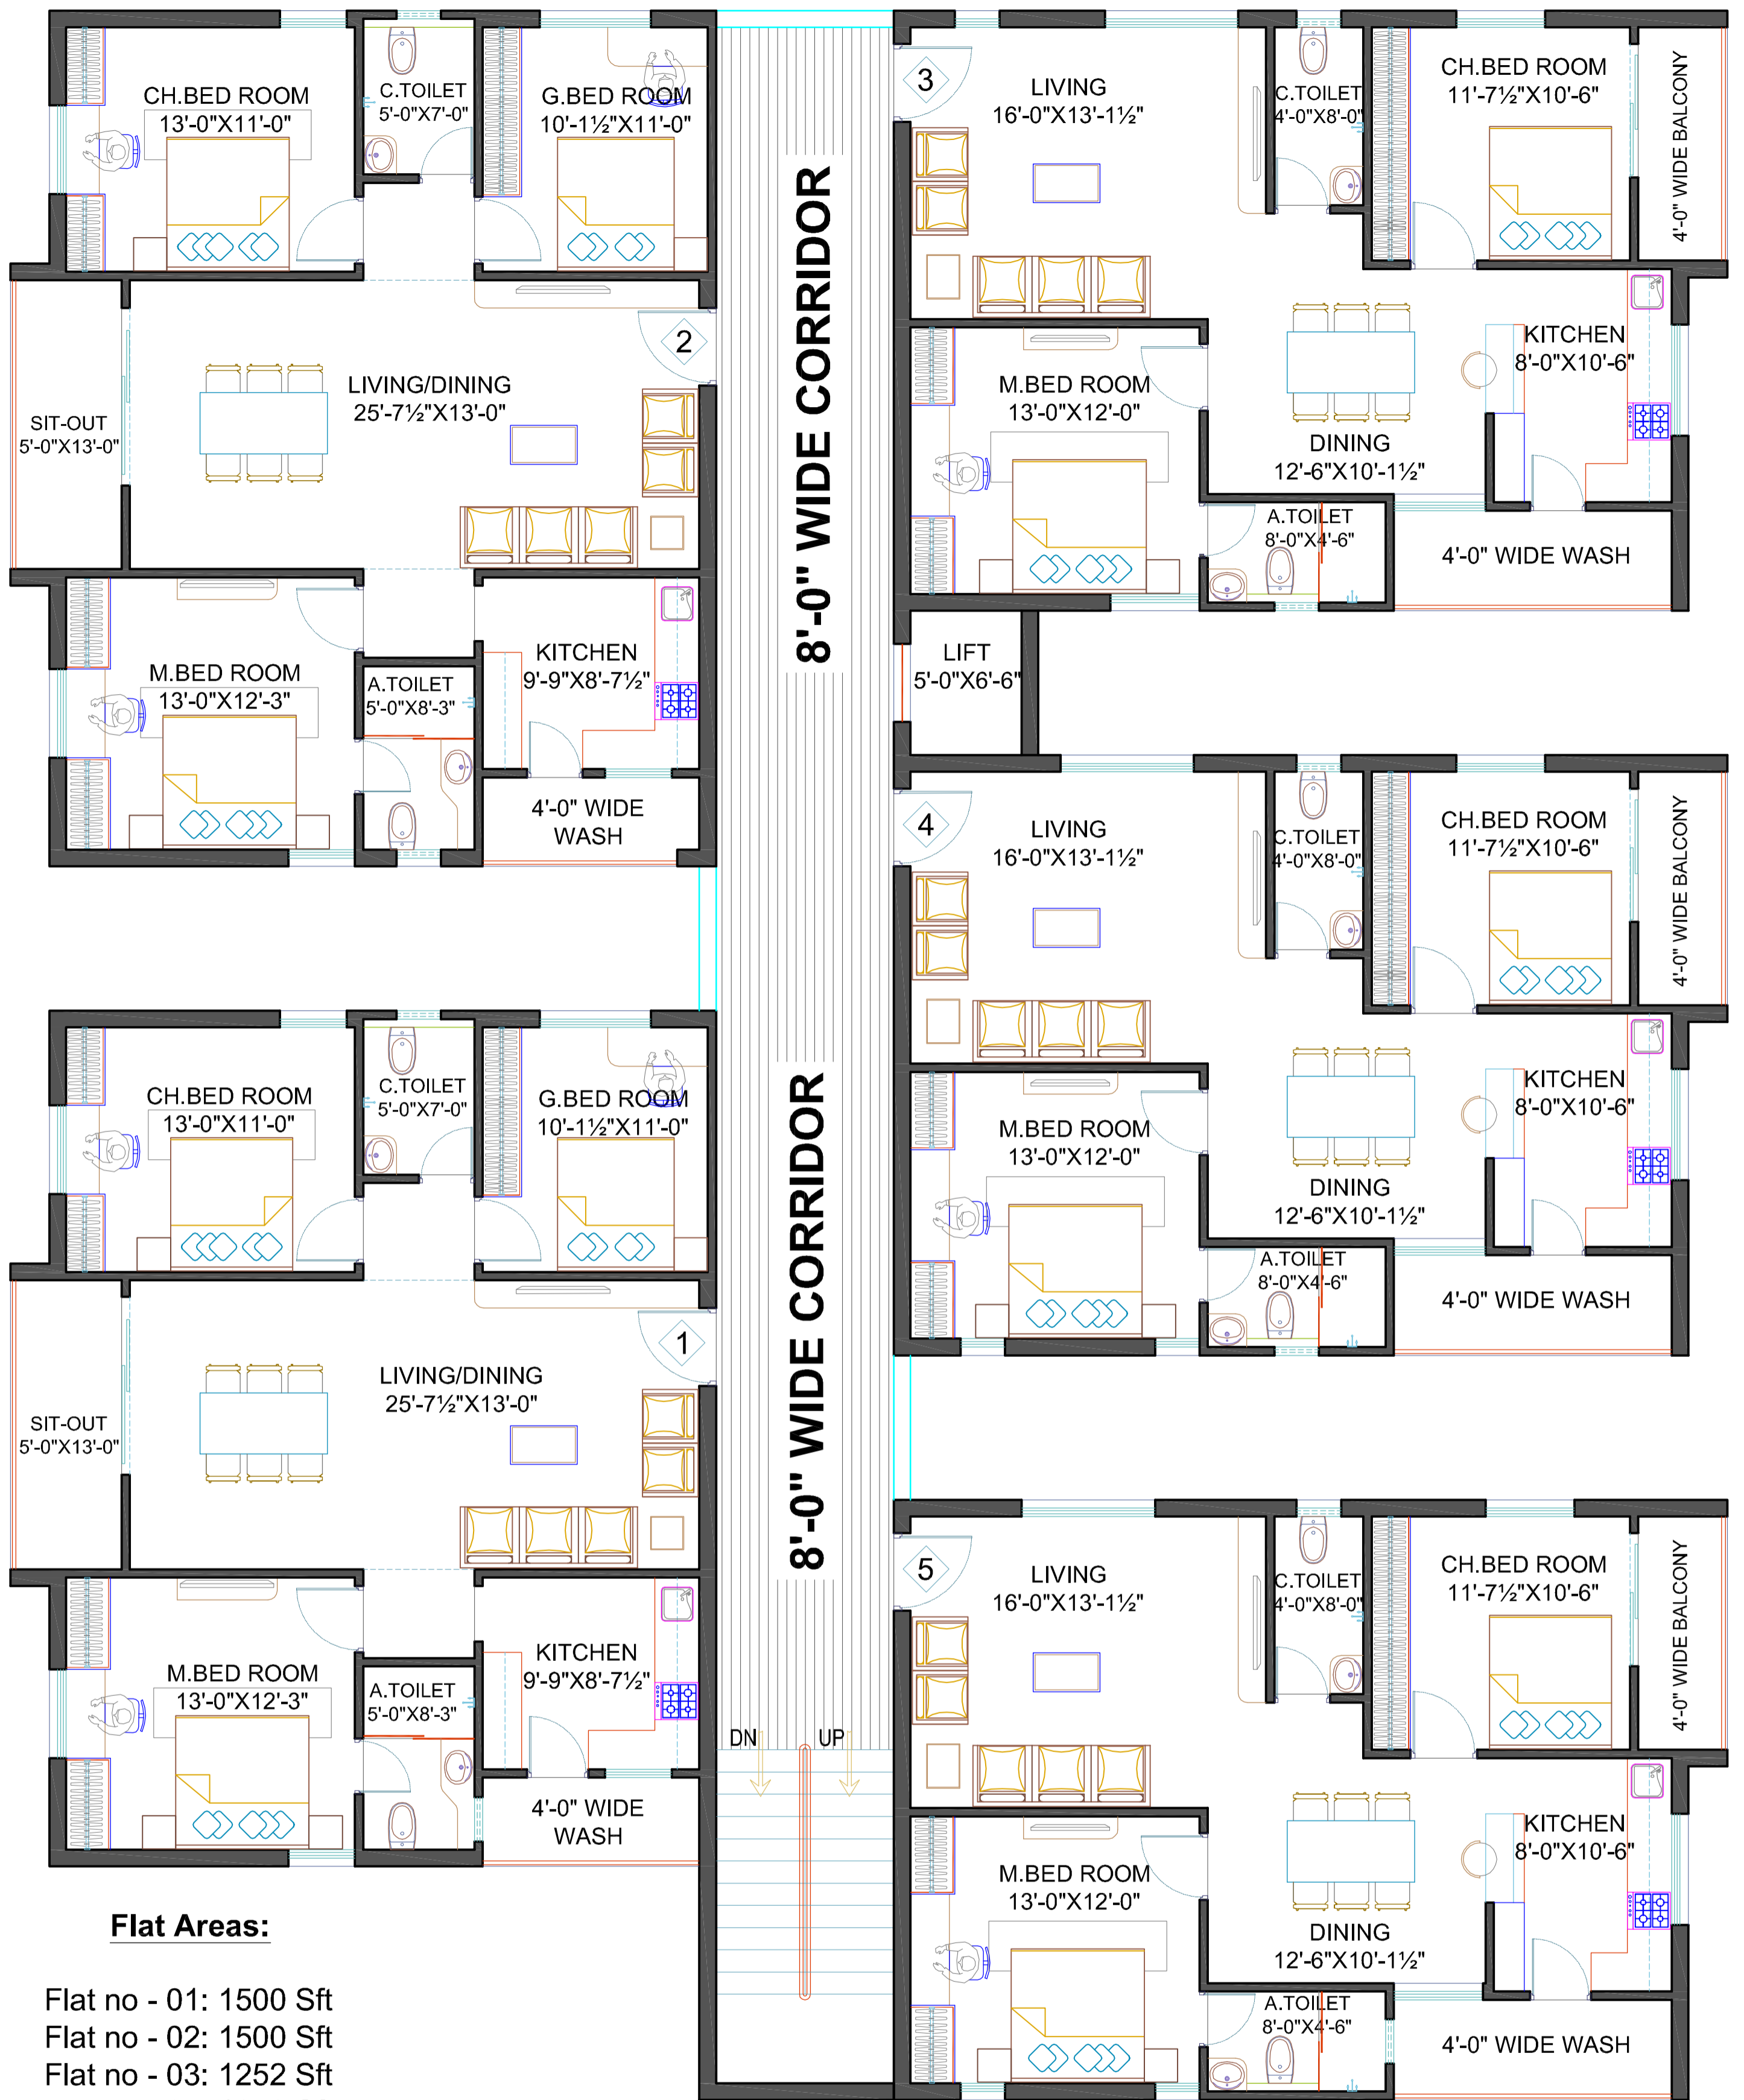 CH.BED ROOM
13'-0"X11'-0"
C.TOILET
5'-0"X7'-0"
G.BED ROOM
10'-1½"X11'-0"
2
LIVING/DINING
25'-7½"X13'-0"
SIT-OUT
5'-0"X13'-0"
M.BED ROOM
13'-0"X12'-3"
A.TOILET
5'-0"X8'-3"
KITCHEN
9'-9"X8'-7½"
4'-0" WIDE
WASH
CH.BED ROOM
13'-0"X11'-0"
C.TOILET
5'-0"X7'-0"
G.BED ROOM
10'-1½"X11'-0"
1
LIVING/DINING
25'-7½"X13'-0"
SIT-OUT
5'-0"X13'-0"
M.BED ROOM
13'-0"X12'-3"
A.TOILET
5'-0"X8'-3"
KITCHEN
9'-9"X8'-7½"
4'-0" WIDE
WASH
8'-0" WIDE CORRIDOR
8'-0" WIDE CORRIDOR
DN
UP
3
LIVING
16'-0"X13'-1½"
C.TOILET
4'-0"X8'-0"
CH.BED ROOM
11'-7½"X10'-6"
4'-0" WIDE BALCONY
M.BED ROOM
13'-0"X12'-0"
KITCHEN
8'-0"X10'-6"
DINING
12'-6"X10'-1½"
A.TOILET
8'-0"X4'-6"
4'-0" WIDE WASH
LIFT
5'-0"X6'-6"
4
LIVING
16'-0"X13'-1½"
C.TOILET
4'-0"X8'-0"
CH.BED ROOM
11'-7½"X10'-6"
4'-0" WIDE BALCONY
M.BED ROOM
13'-0"X12'-0"
KITCHEN
8'-0"X10'-6"
DINING
12'-6"X10'-1½"
A.TOILET
8'-0"X4'-6"
4'-0" WIDE WASH
5
LIVING
16'-0"X13'-1½"
C.TOILET
4'-0"X8'-0"
CH.BED ROOM
11'-7½"X10'-6"
4'-0" WIDE BALCONY
M.BED ROOM
13'-0"X12'-0"
KITCHEN
8'-0"X10'-6"
DINING
12'-6"X10'-1½"
A.TOILET
8'-0"X4'-6"
4'-0" WIDE WASH
Flat Areas:
Flat no - 01: 1500 Sft
Flat no - 02: 1500 Sft
Flat no - 03: 1252 Sft